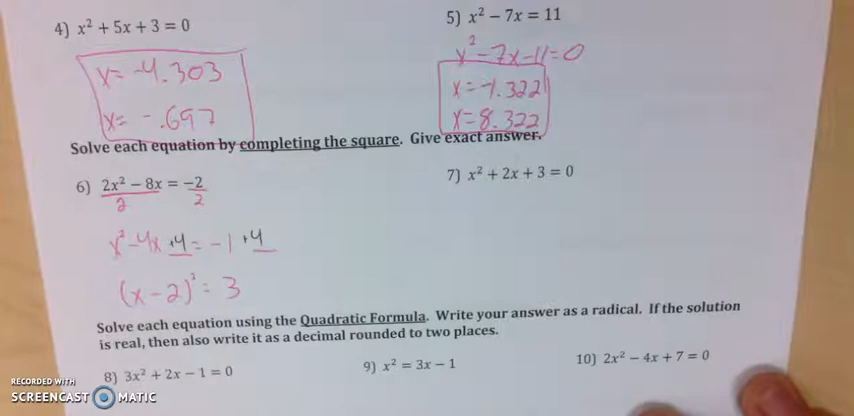 4) x² + 5x + 3 = 0
x = -4.303
x = -.697
5) x² − 7x = 11
x² - 7x - 11 = 0
x = -1.322
x = 8.322
Solve each equation by completing the square. Give exact answer.
6) 2x² − 8x = −2
2 2
x² - 4x + 4 = -1 + 4
(x - 2)² = 3
7) x² + 2x + 3 = 0
Solve each equation using the Quadratic Formula. Write your answer as a radical. If the solution
is real, then also write it as a decimal rounded to two places.
8) 3x² + 2x − 1 = 0
9) x² = 3x − 1
10) 2x² − 4x + 7 = 0
RECORDED WITH
SCREENCAST MATIC